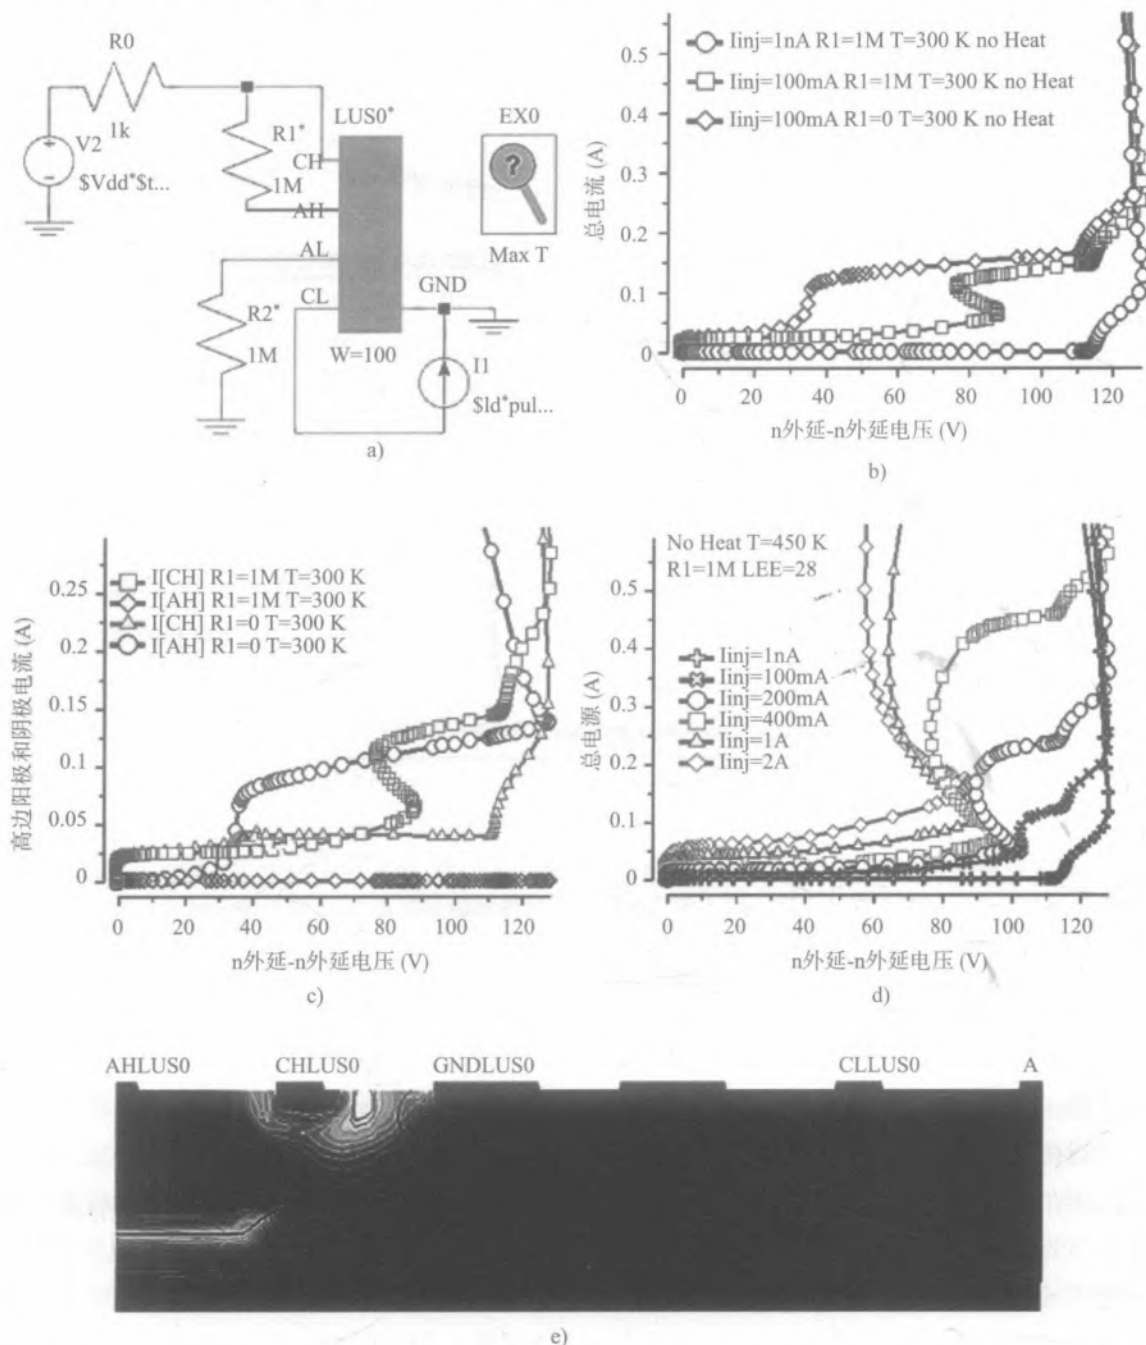 R0
1k
V2
$Vdd*$t...
R1*
1M
LUS0*
CH
AH
AL
CL
R2*
1M
W=100
GND
I1
$Id*pul...
EX0
?
Max T
a)
总电流 (A)
0.5
0.4
0.3
0.2
0.1
0
Iinj=1nA R1=1M T=300 K no Heat
Iinj=100mA R1=1M T=300 K no Heat
Iinj=100mA R1=0 T=300 K no Heat
0 20 40 60 80 100 120
n外延-n外延电压 (V)
b)
高边阳极和阴极电流 (A)
0.25
0.2
0.15
0.1
0.05
0
I[CH] R1=1M T=300 K
I[AH] R1=1M T=300 K
I[CH] R1=0 T=300 K
I[AH] R1=0 T=300 K
0 20 40 60 80 100 120
n外延-n外延电压 (V)
c)
总电源 (A)
0.5
0.4
0.3
0.2
0.1
0
No Heat T=450 K
R1=1M LEE=28
Iinj=1nA
Iinj=100mA
Iinj=200mA
Iinj=400mA
Iinj=1A
Iinj=2A
0 20 40 60 80 100 120
n外延-n外延电压 (V)
d)
AHLUS0 CHLUS0 GNDLUS0 CLLUS0 A
e)